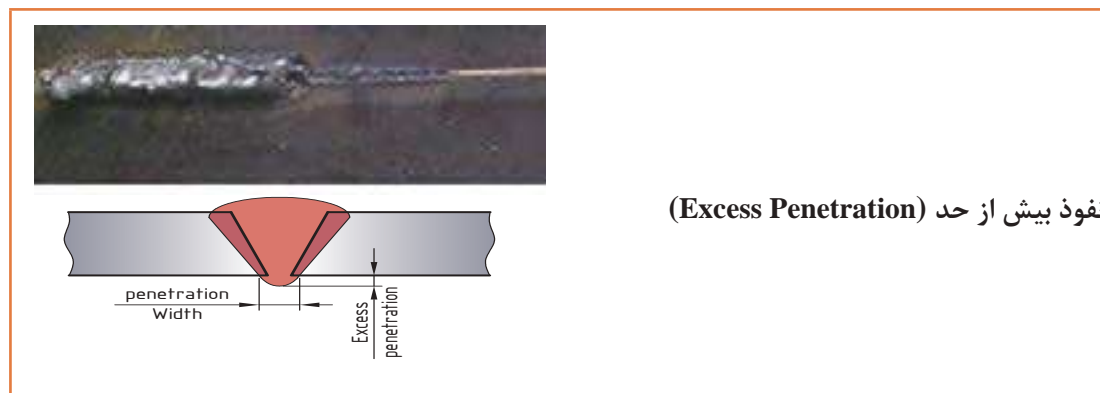 نفوذ بیش از حد (Excess Penetration)
penetration
Width
Excess
penetration